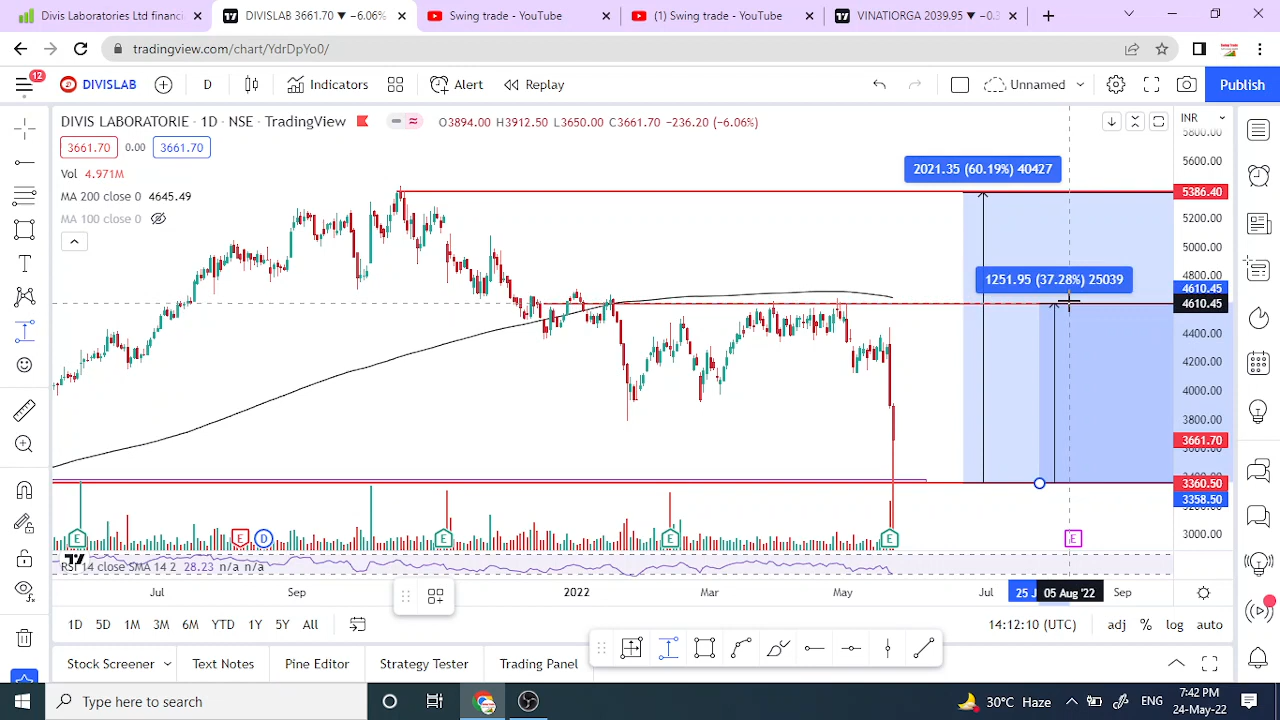 Divis Laboratories Ltd financi
DIVISLAB 3661.70 ▼ −6.06%
Swing trade - YouTube
(1) Swing trade - YouTube
VINATIORGA 2039.95 ▼ −0.3
tradingview.com/chart/YdrDpYo0/
12
DIVISLAB
D
Indicators
Alert
Replay
Unnamed
Publish
DIVIS LABORATORIE · 1D · NSE · TradingView
O3894.00 H3912.50 L3650.00 C3661.70 −236.20 (−6.06%)
INR
3661.70 0.00 3661.70
Vol 4.971M
MA 200 close 0 4645.49
MA 100 close 0
2021.35 (60.19%) 40427
1251.95 (37.28%) 25039
5800.00
5600.00
5386.40
5200.00
5000.00
4800.00
4610.45
4610.45
4400.00
4200.00
4000.00
3800.00
3661.70
3360.50
3358.50
3000.00
E E D E E E E
RSI 14 close SMA 14 2 28.23 n/a n/a
Jul Sep 2022 Mar May Jul 25 J 05 Aug '22 Sep
1D 5D 1M 3M 6M YTD 1Y 5Y All
14:12:10 (UTC) adj % log auto
Stock Screener Text Notes Pine Editor Strategy Tester Trading Panel
Type here to search
30°C Haze
ENG
7:42 PM
24-May-22